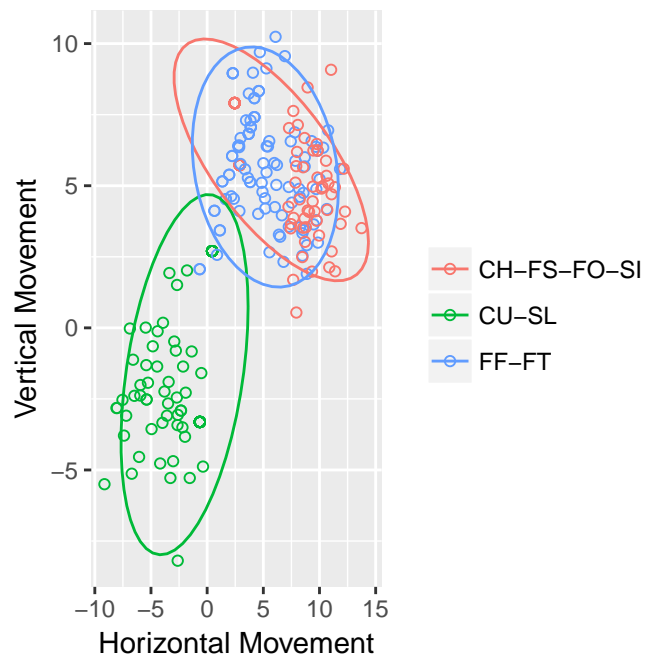 10
5
0
−5
−10 −5 0 5 10 15
Vertical Movement
Horizontal Movement
CH−FS−FO−SI
CU−SL
FF−FT